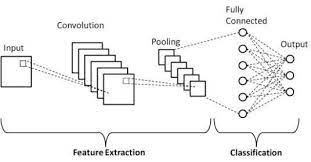 Fully
Connected
Convolution
Input
Pooling
Output
Feature Extraction
Classification